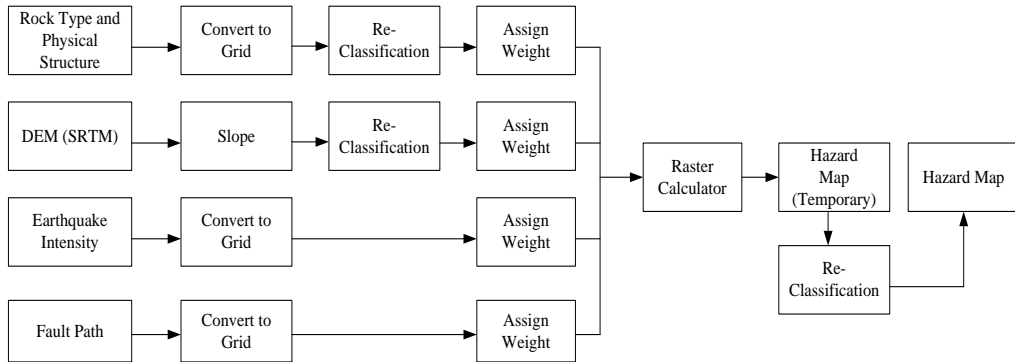 Rock Type and
Physical
Structure
Convert to
Grid
Re-
Classification
Assign
Weight
DEM (SRTM)
Slope
Re-
Classification
Assign
Weight
Raster
Calculator
Hazard
Map
(Temporary)
Hazard Map
Earthquake
Intensity
Convert to
Grid
Assign
Weight
Re-
Classification
Fault Path
Convert to
Grid
Assign
Weight